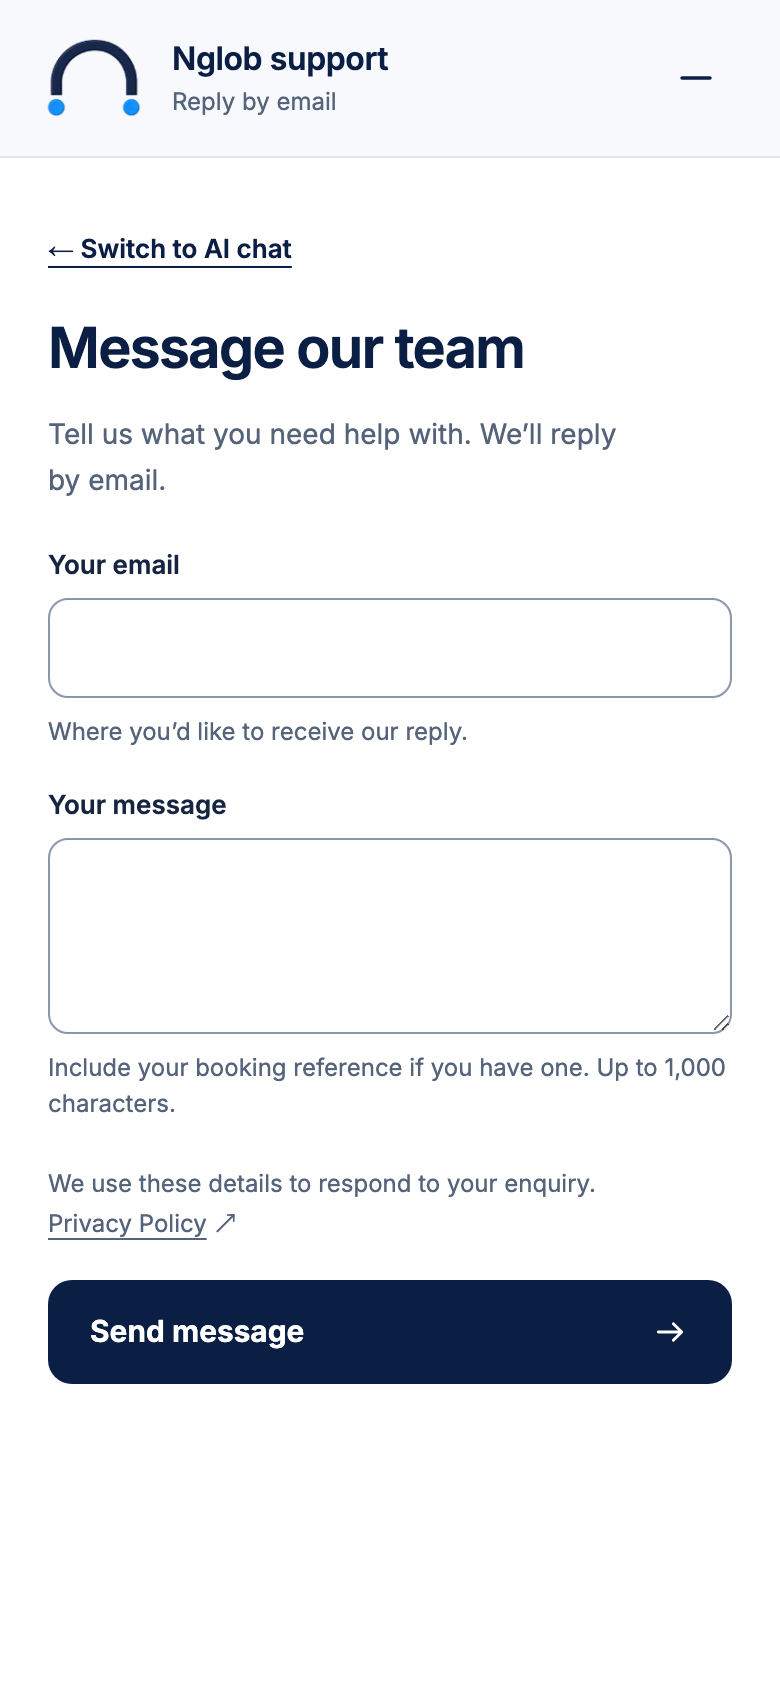 Nglob support
Reply by email
← Switch to AI chat
Message our team
Tell us what you need help with. We’ll reply
by email.
Your email
Where you’d like to receive our reply.
Your message
Include your booking reference if you have one. Up to 1,000
characters.
We use these details to respond to your enquiry.
Privacy Policy ↗
Send message →